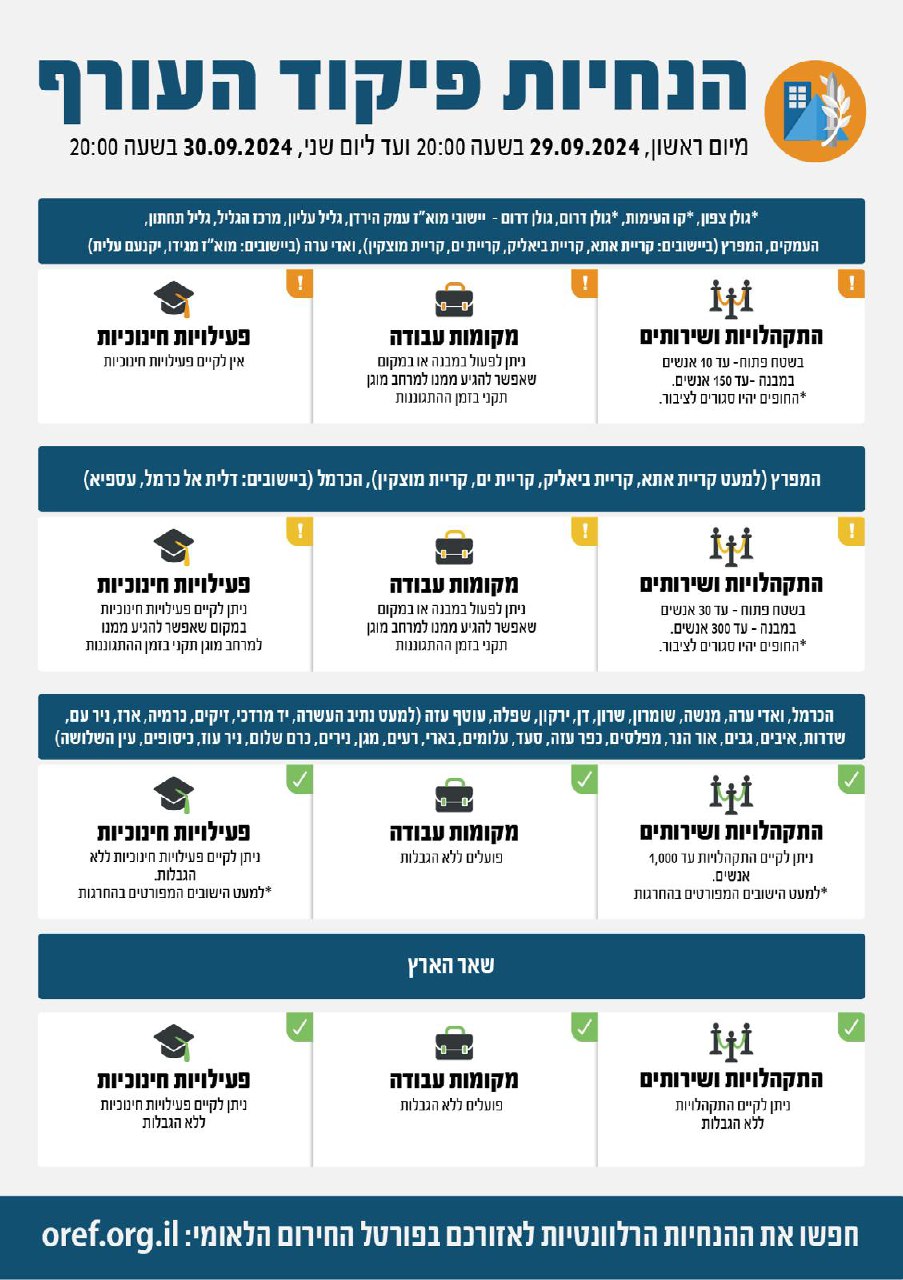 הנחיות פיקוד העורף
מיום ראשון, 29.09.2024 בשעה 20:00 ועד ליום שני, 30.09.2024 בשעה 20:00
*גולן צפון, *קו העימות, *גולן דרום, גולן דרום - יישובי מוא"ז עמק הירדן, גליל עליון, מרכז הגליל, גליל תחתון,
העמקים, המפרץ (ביישובים: קריית אתא, קריית ביאליק, קריית ים, קריית מוצקין), ואדי ערה (ביישובים: מוא"ז מגידו, יקנעם עלית)
!
התקהלויות ושירותים
בשטח פתוח- עד 10 אנשים
במבנה -עד 150 אנשים.
*החופים יהיו סגורים לציבור.
!
מקומות עבודה
ניתן לפעול במבנה או במקום
שאפשר להגיע ממנו למרחב מוגן
תקני בזמן ההתגוננות
!
פעילויות חינוכיות
אין לקיים פעילויות חינוכיות
המפרץ (למעט קריית אתא, קריית ביאליק, קריית ים, קריית מוצקין), הכרמל (ביישובים: דלית אל כרמל, עספיא)
!
התקהלויות ושירותים
בשטח פתוח - עד 30 אנשים
במבנה - עד 300 אנשים.
*החופים יהיו סגורים לציבור.
!
מקומות עבודה
ניתן לפעול במבנה או במקום
שאפשר להגיע ממנו למרחב מוגן
תקני בזמן ההתגוננות
!
פעילויות חינוכיות
ניתן לקיים פעילויות חינוכיות
במקום שאפשר להגיע ממנו
למרחב מוגן תקני בזמן ההתגוננות
הכרמל, ואדי ערה, מנשה, שומרון, שרון, דן, ירקון, שפלה, עוטף עזה (למעט נתיב העשרה, יד מרדכי, זיקים, כרמיה, ארז, ניר עם,
שדרות, איבים, גבים, אור הנר, מפלסים, כפר עזה, סעד, עלומים, בארי, רעים, מגן, נירים, כרם שלום, ניר עוז, כיסופים, עין השלושה)
התקהלויות ושירותים
ניתן לקיים התקהלויות עד 1,000
אנשים.
*למעט הישובים המפורטים בהחרגות
מקומות עבודה
פועלים ללא הגבלות
פעילויות חינוכיות
ניתן לקיים פעילויות חינוכיות ללא
הגבלות.
*למעט הישובים המפורטים בהחרגות
שאר הארץ
התקהלויות ושירותים
ניתן לקיים התקהלויות
ללא הגבלות
מקומות עבודה
פועלים ללא הגבלות
פעילויות חינוכיות
ניתן לקיים פעילויות חינוכיות
ללא הגבלות
חפשו את ההנחיות הרלוונטיות לאזורכם בפורטל החירום הלאומי: oref.org.il